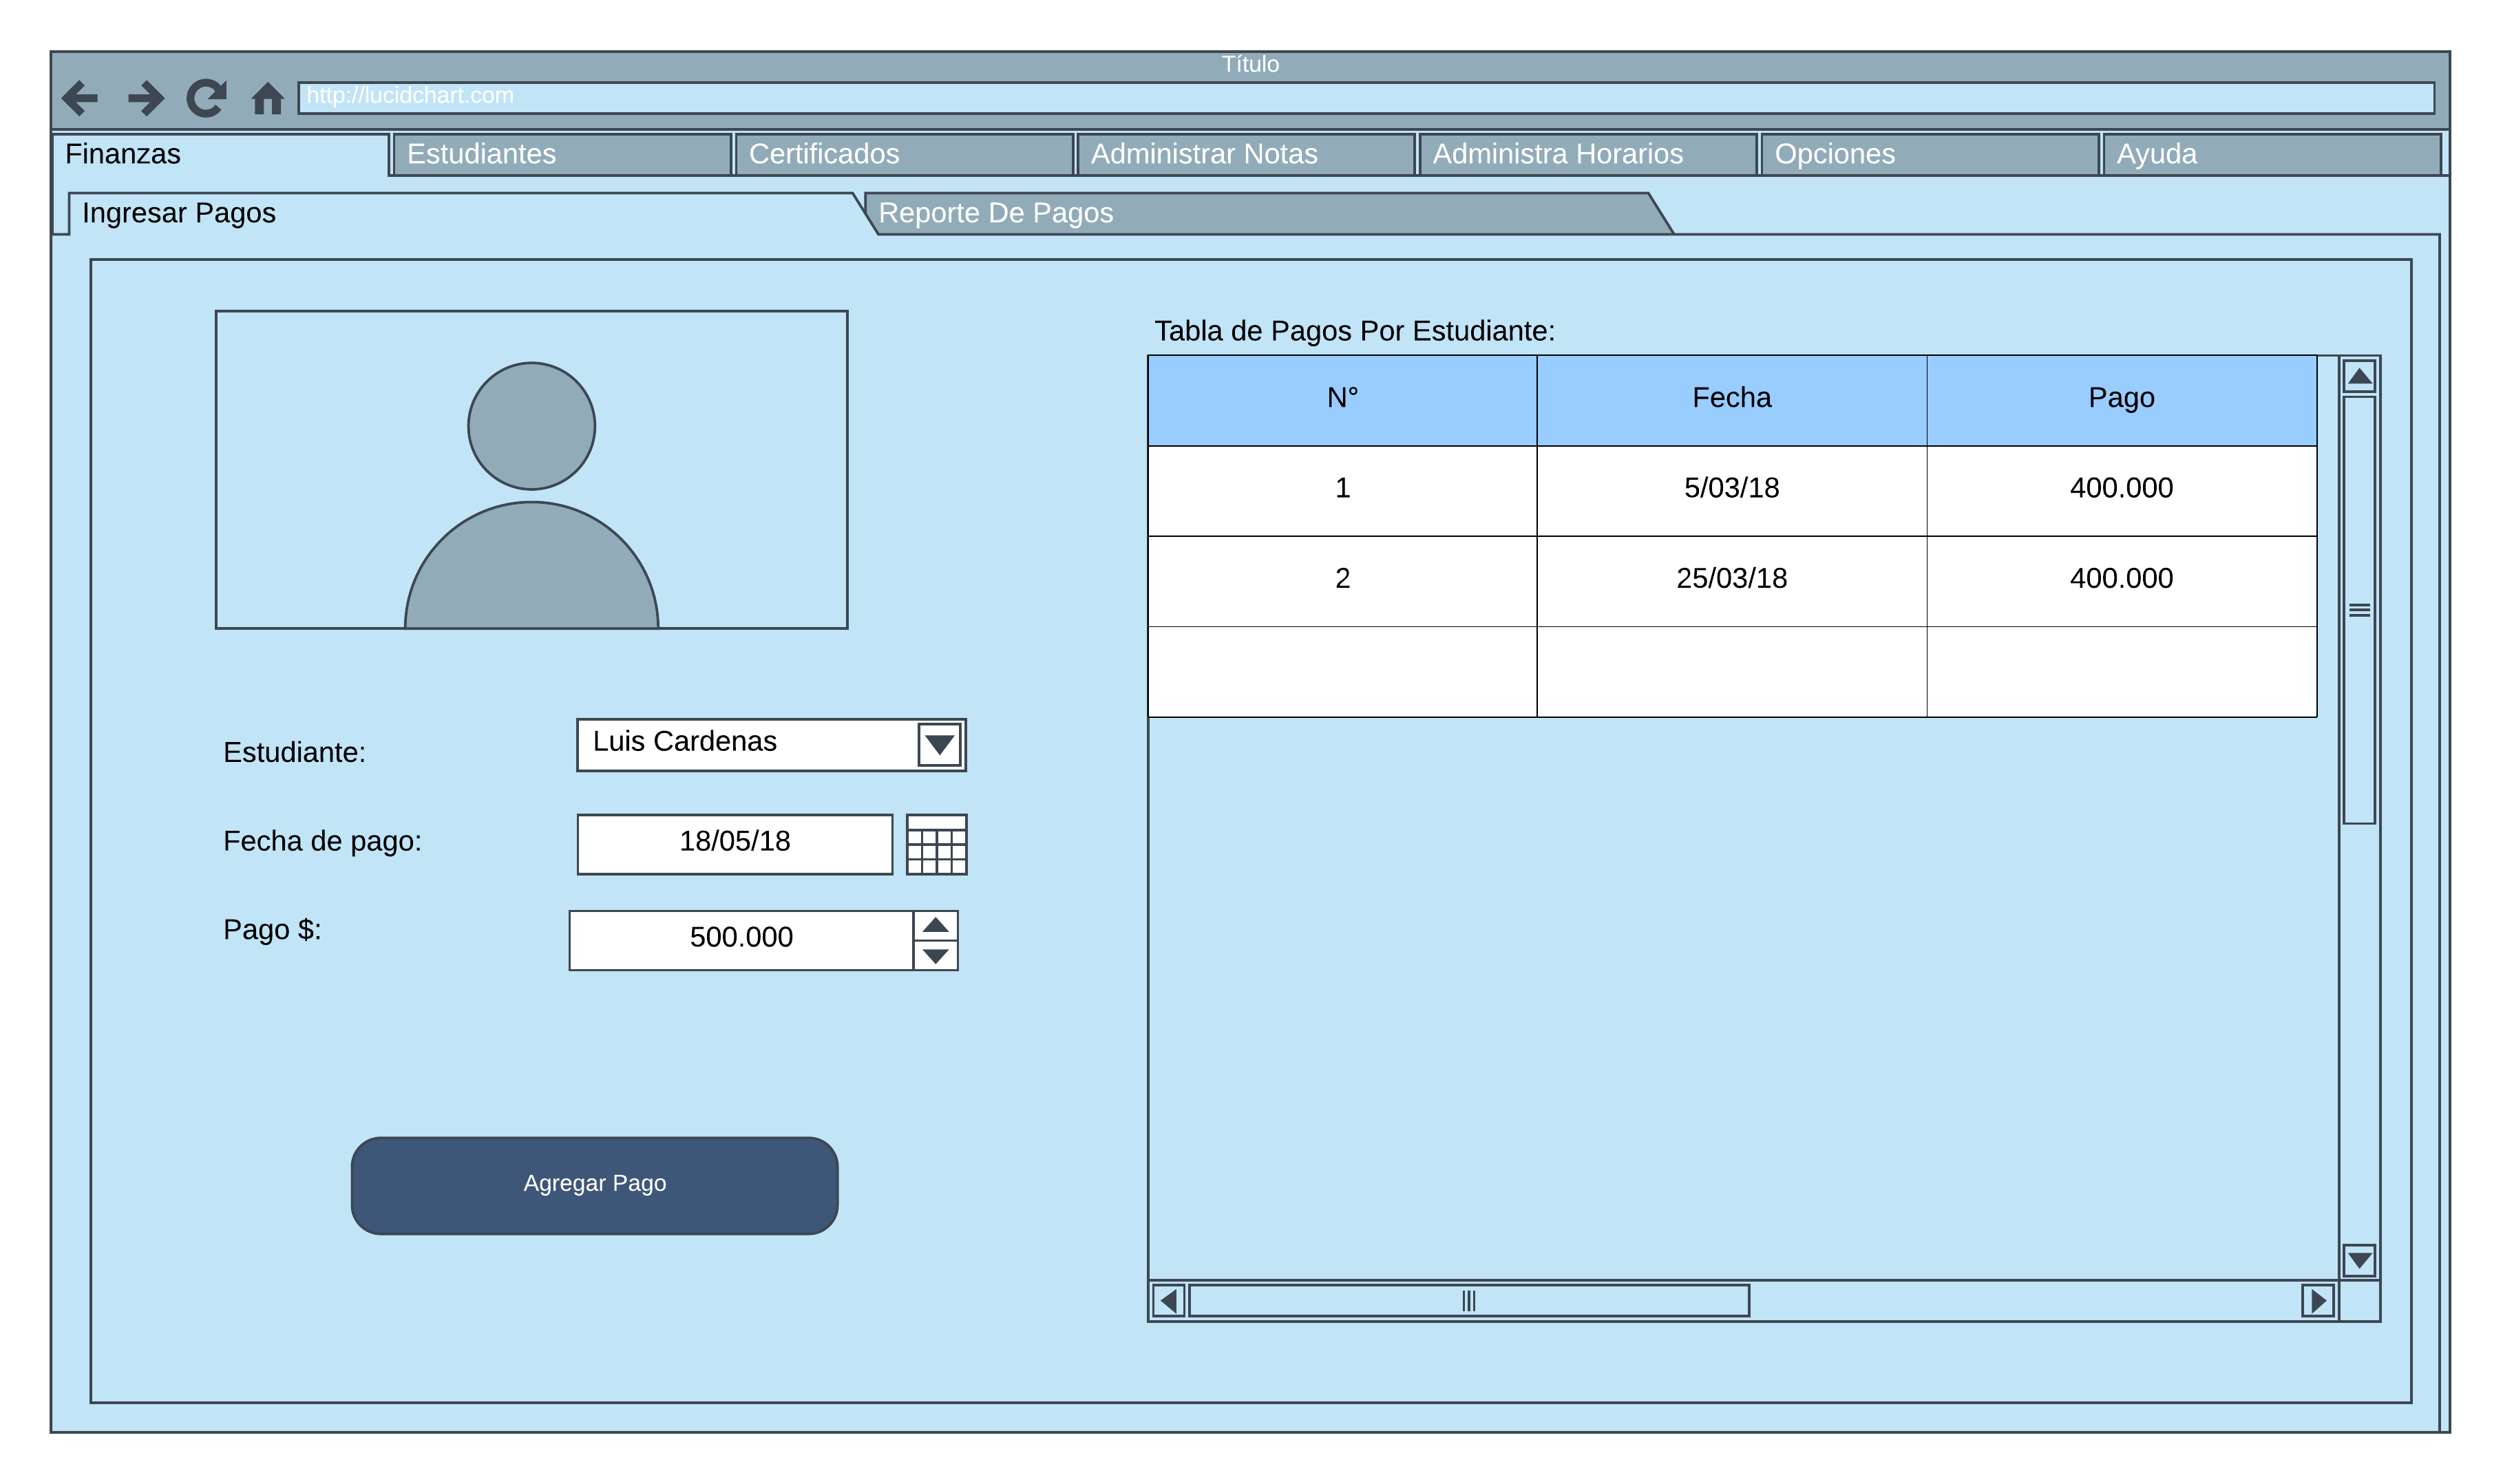 Título
http://lucidchart.com
Finanzas Estudiantes Certificados Administrar Notas Administra Horarios Opciones Ayuda
Ingresar Pagos Reporte De Pagos
Tabla de Pagos Por Estudiante:
N° Fecha Pago
1 5/03/18 400.000
2 25/03/18 400.000
Estudiante: Luis Cardenas
Fecha de pago: 18/05/18
Pago $: 500.000
Agregar Pago